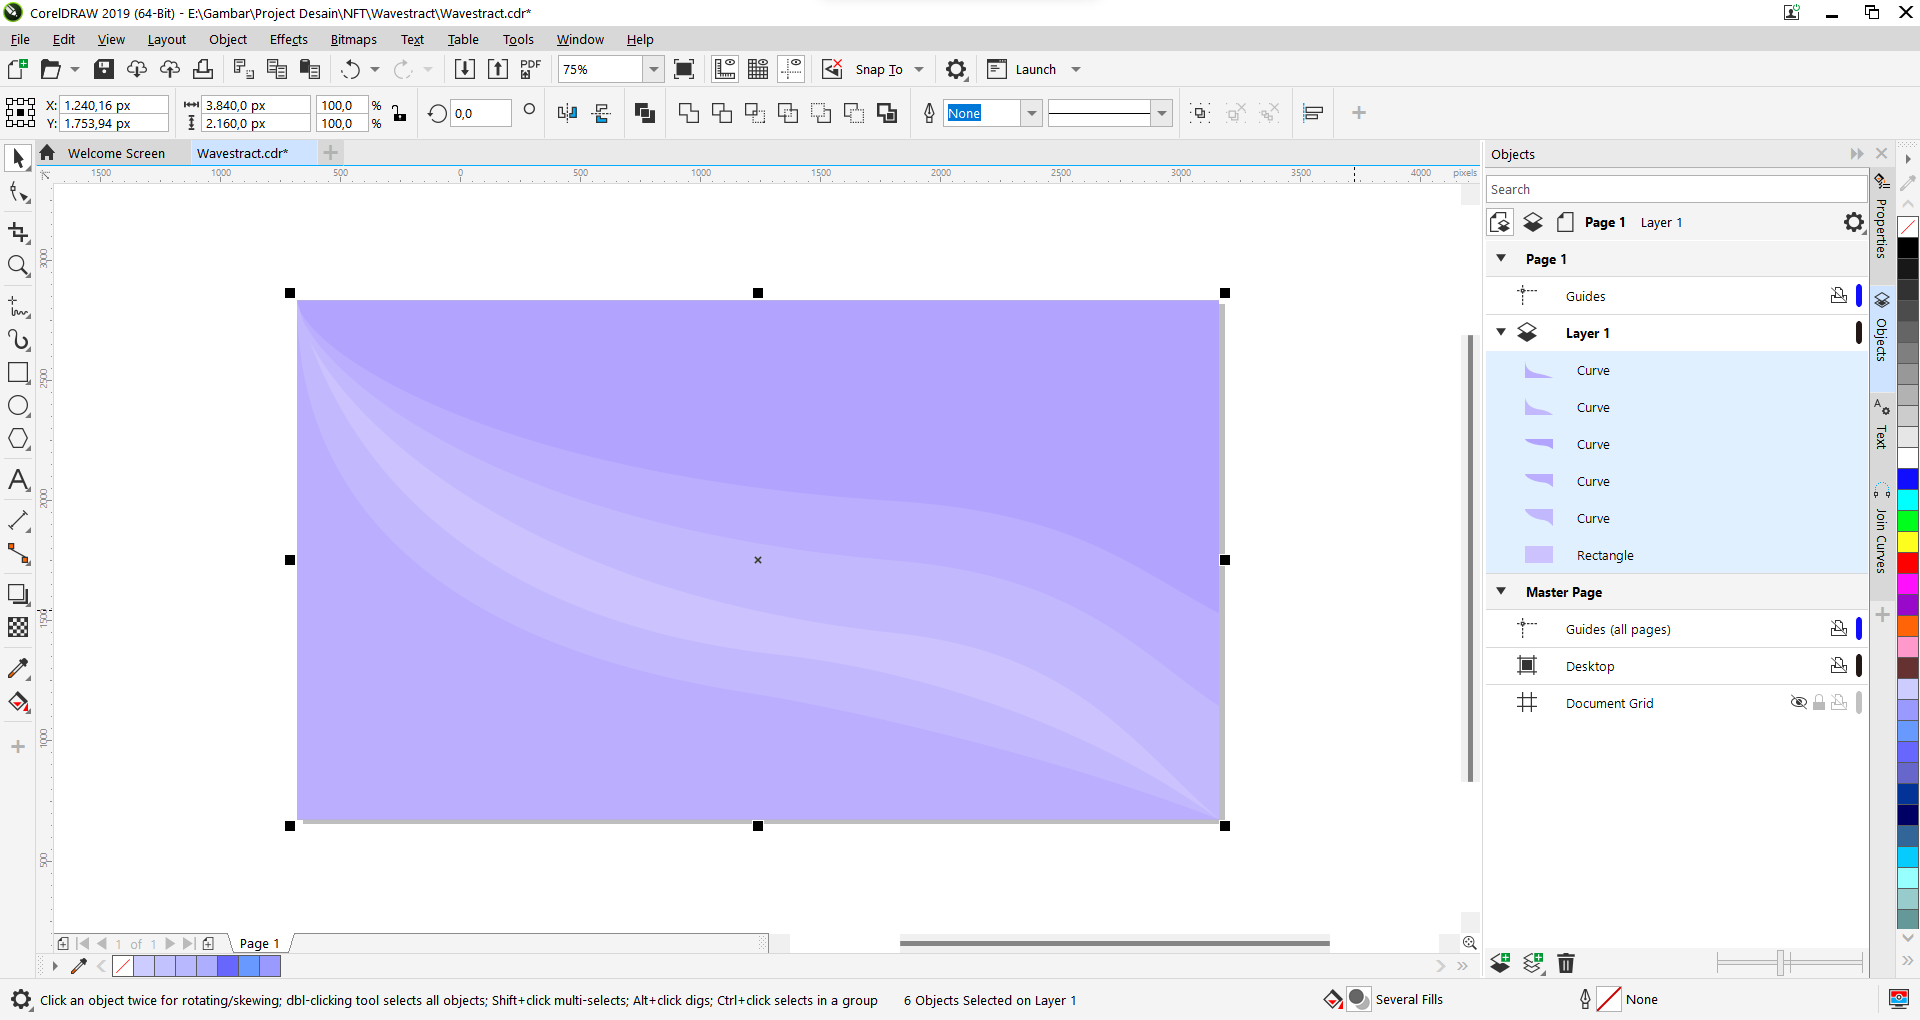 CorelDRAW 2019 (64-Bit) - E:\Gambar\Project Desain\NFT\Wavestract\Wavestract.cdr*
File Edit View Layout Object Effects Bitmaps Text Table Tools Window Help
PDF 75% Snap To Launch
X: 1.240,16 px 3.840,0 px 100,0 % 0,0 None
Y: 1.753,94 px 2.160,0 px 100,0 %
Welcome Screen Wavestract.cdr*
1500 1000 500 0 500 1000 1500 2000 2500 3000 3500 4000 pixels
3000
2500
2000
1500
1000
500
Objects
Search
Page 1 Layer 1
Page 1
Guides
Layer 1
Curve
Curve
Curve
Curve
Curve
Rectangle
Master Page
Guides (all pages)
Desktop
Document Grid
Properties
Objects
Text
Join Curves
1 of 1 Page 1
Click an object twice for rotating/skewing; dbl-clicking tool selects all objects; Shift+click multi-selects; Alt+click digs; Ctrl+click selects in a group 6 Objects Selected on Layer 1 Several Fills None